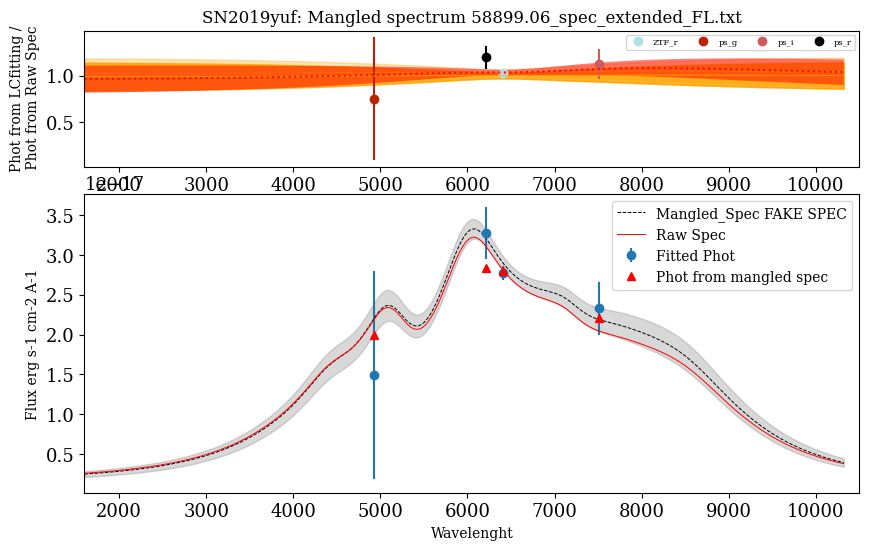 SN2019yuf: Mangled spectrum 58899.06_spec_extended_FL.txt
Phot from LCfitting /
Phot from Raw Spec
1.0
0.5
ZTF_r ps_g ps_i ps_r
2000 3000 4000 5000 6000 7000 8000 9000 10000
1e−17
Flux erg s-1 cm-2 A-1
3.5
3.0
2.5
2.0
1.5
1.0
0.5
Mangled_Spec FAKE SPEC
Raw Spec
Fitted Phot
Phot from mangled spec
2000 3000 4000 5000 6000 7000 8000 9000 10000
Wavelenght